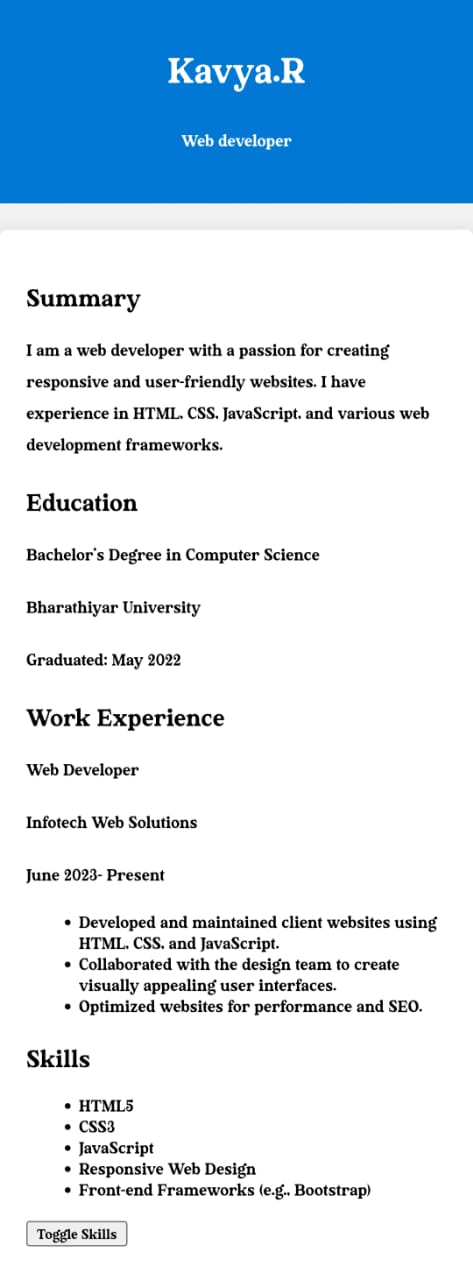 Kavya.R
Web developer
Summary
I am a web developer with a passion for creating
responsive and user-friendly websites. I have
experience in HTML, CSS, JavaScript, and various web
development frameworks.
Education
Bachelor's Degree in Computer Science
Bharathiyar University
Graduated: May 2022
Work Experience
Web Developer
Infotech Web Solutions
June 2023- Present
• Developed and maintained client websites using
HTML, CSS, and JavaScript.
• Collaborated with the design team to create
visually appealing user interfaces.
• Optimized websites for performance and SEO.
Skills
• HTML5
• CSS3
• JavaScript
• Responsive Web Design
• Front-end Frameworks (e.g., Bootstrap)
Toggle Skills